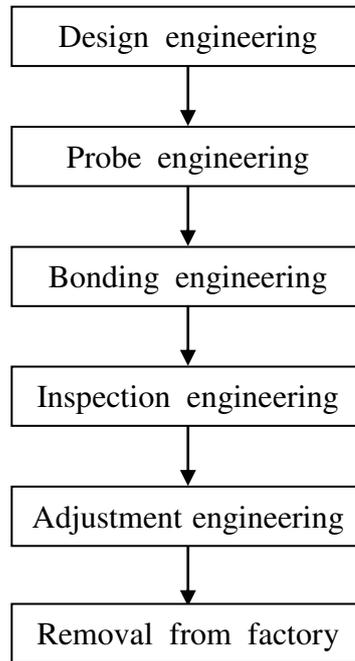 Design engineering
Probe engineering
Bonding engineering
Inspection engineering
Adjustment engineering
Removal from factory